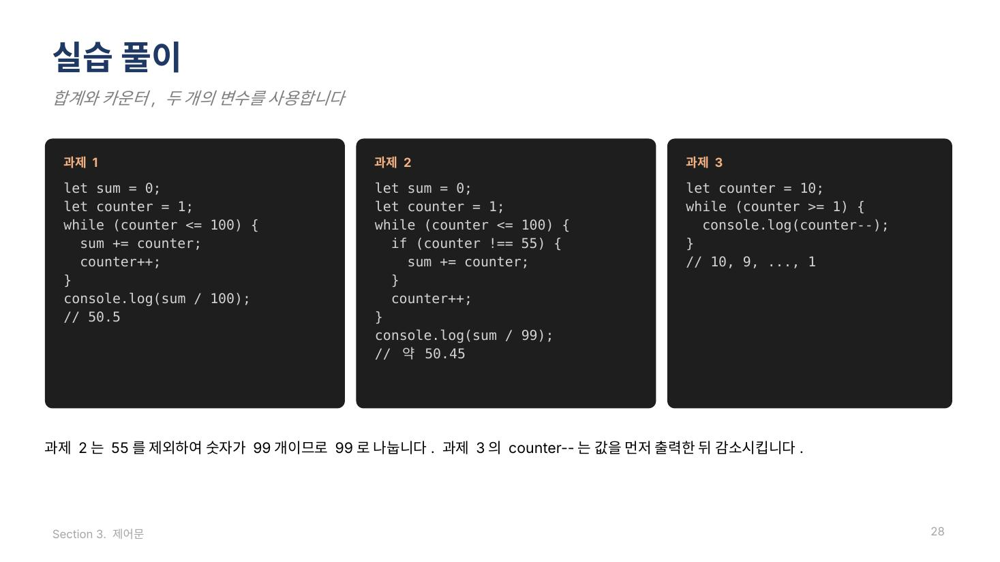 실습 풀이
합계와 카운터, 두 개의 변수를 사용합니다
과제 1
let sum = 0;
let counter = 1;
while (counter <= 100) {
  sum += counter;
  counter++;
}
console.log(sum / 100);
// 50.5
과제 2
let sum = 0;
let counter = 1;
while (counter <= 100) {
  if (counter !== 55) {
    sum += counter;
  }
  counter++;
}
console.log(sum / 99);
// 약 50.45
과제 3
let counter = 10;
while (counter >= 1) {
  console.log(counter--);
}
// 10, 9, ..., 1
과제 2는 55를 제외하여 숫자가 99개이므로 99로 나눕니다. 과제 3의 counter--는 값을 먼저 출력한 뒤 감소시킵니다.
Section 3. 제어문
28